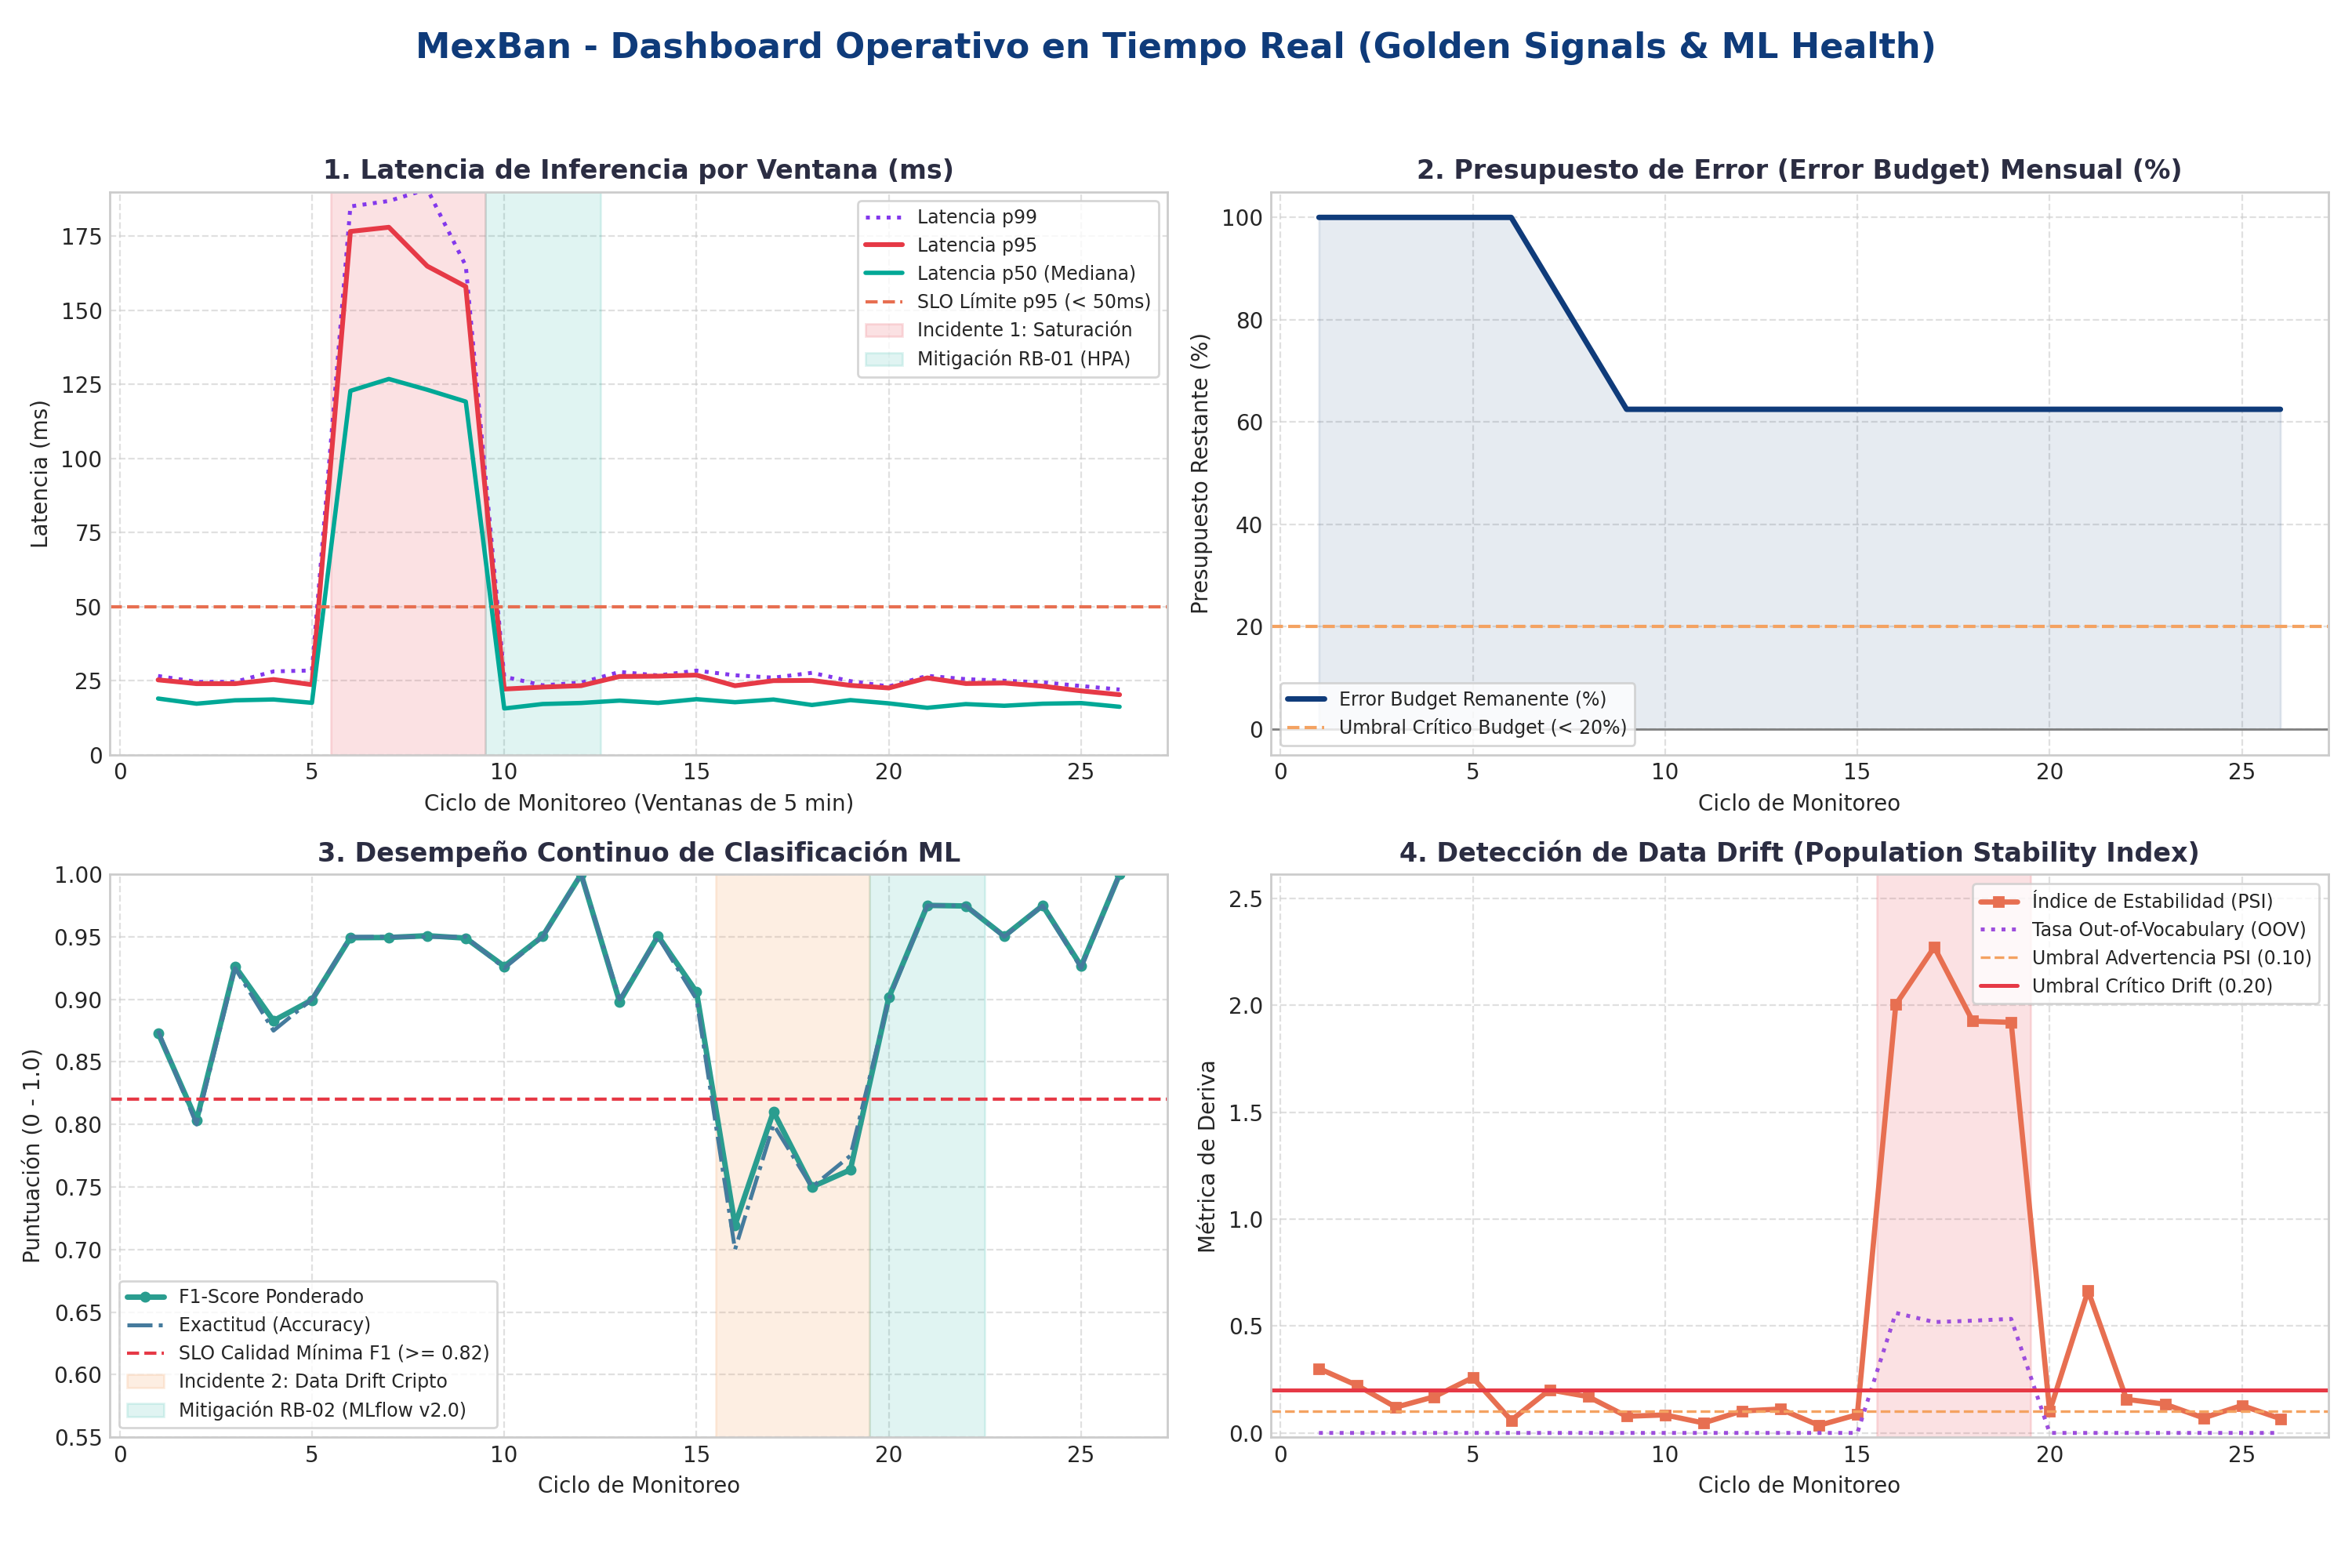 MexBan - Dashboard Operativo en Tiempo Real (Golden Signals & ML Health)
1. Latencia de Inferencia por Ventana (ms)
Latencia (ms)
175
150
125
100
75
50
25
0
0
5
10
15
20
25
Ciclo de Monitoreo (Ventanas de 5 min)
Latencia p99
Latencia p95
Latencia p50 (Mediana)
SLO Límite p95 (< 50ms)
Incidente 1: Saturación
Mitigación RB-01 (HPA)
2. Presupuesto de Error (Error Budget) Mensual (%)
Presupuesto Restante (%)
100
80
60
40
20
0
Error Budget Remanente (%)
Umbral Crítico Budget (< 20%)
0
5
10
15
20
25
Ciclo de Monitoreo
3. Desempeño Continuo de Clasificación ML
Puntuación (0 - 1.0)
1.00
0.95
0.90
0.85
0.80
0.75
0.70
0.65
0.60
0.55
F1-Score Ponderado
Exactitud (Accuracy)
SLO Calidad Mínima F1 (>= 0.82)
Incidente 2: Data Drift Cripto
Mitigación RB-02 (MLflow v2.0)
0
5
10
15
20
25
Ciclo de Monitoreo
4. Detección de Data Drift (Population Stability Index)
Métrica de Deriva
2.5
2.0
1.5
1.0
0.5
0.0
Índice de Estabilidad (PSI)
Tasa Out-of-Vocabulary (OOV)
Umbral Advertencia PSI (0.10)
Umbral Crítico Drift (0.20)
0
5
10
15
20
25
Ciclo de Monitoreo